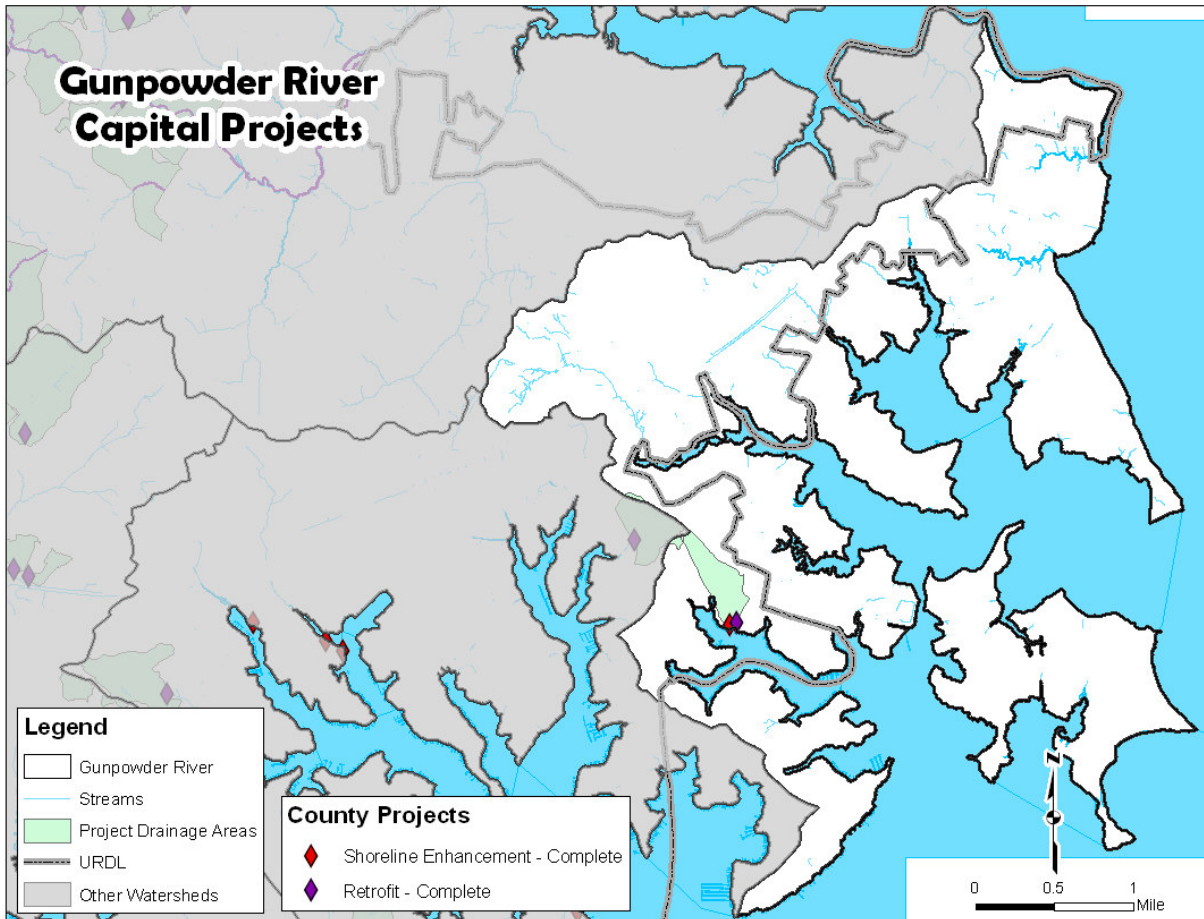 Gunpowder River
Capital Projects
Legend
Gunpowder River
Streams
Project Drainage Areas
URDL
Other Watersheds
County Projects
Shoreline Enhancement - Complete
Retrofit - Complete
N
0 0.5 1
Mile